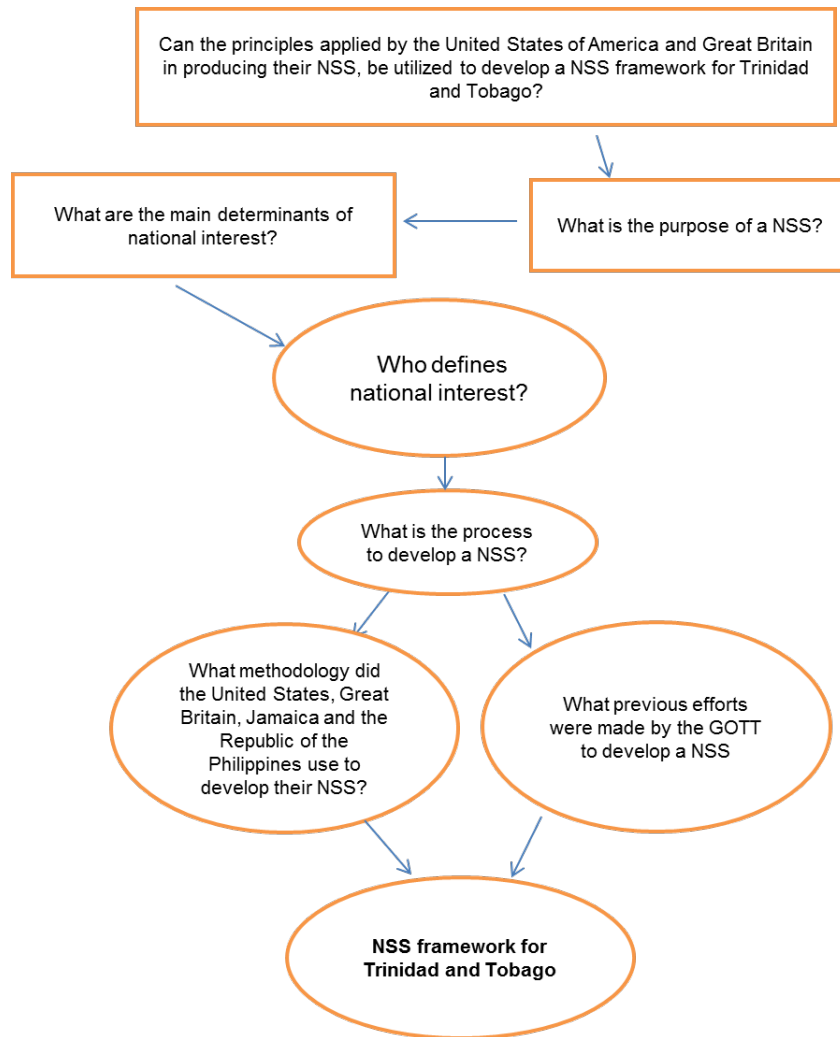 Can the principles applied by the United States of America and Great Britain
in producing their NSS, be utilized to develop a NSS framework for Trinidad
and Tobago?
What are the main determinants of
national interest?
What is the purpose of a NSS?
Who defines
national interest?
What is the process
to develop a NSS?
What methodology did
the United States, Great
Britain, Jamaica and the
Republic of the
Philippines use to
develop their NSS?
What previous efforts
were made by the GOTT
to develop a NSS
NSS framework for
Trinidad and Tobago